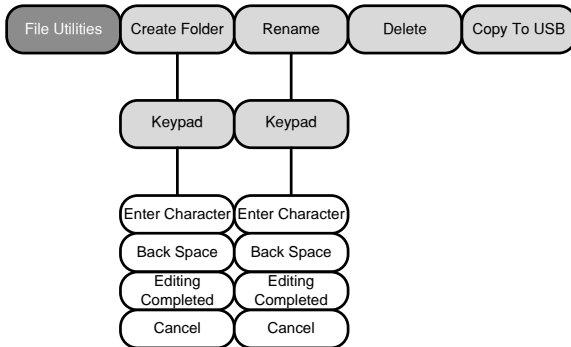 File Utilities Create Folder Rename Delete Copy To USB
Keypad Keypad
Enter Character Enter Character
Back Space Back Space
Editing Editing
Completed Completed
Cancel Cancel